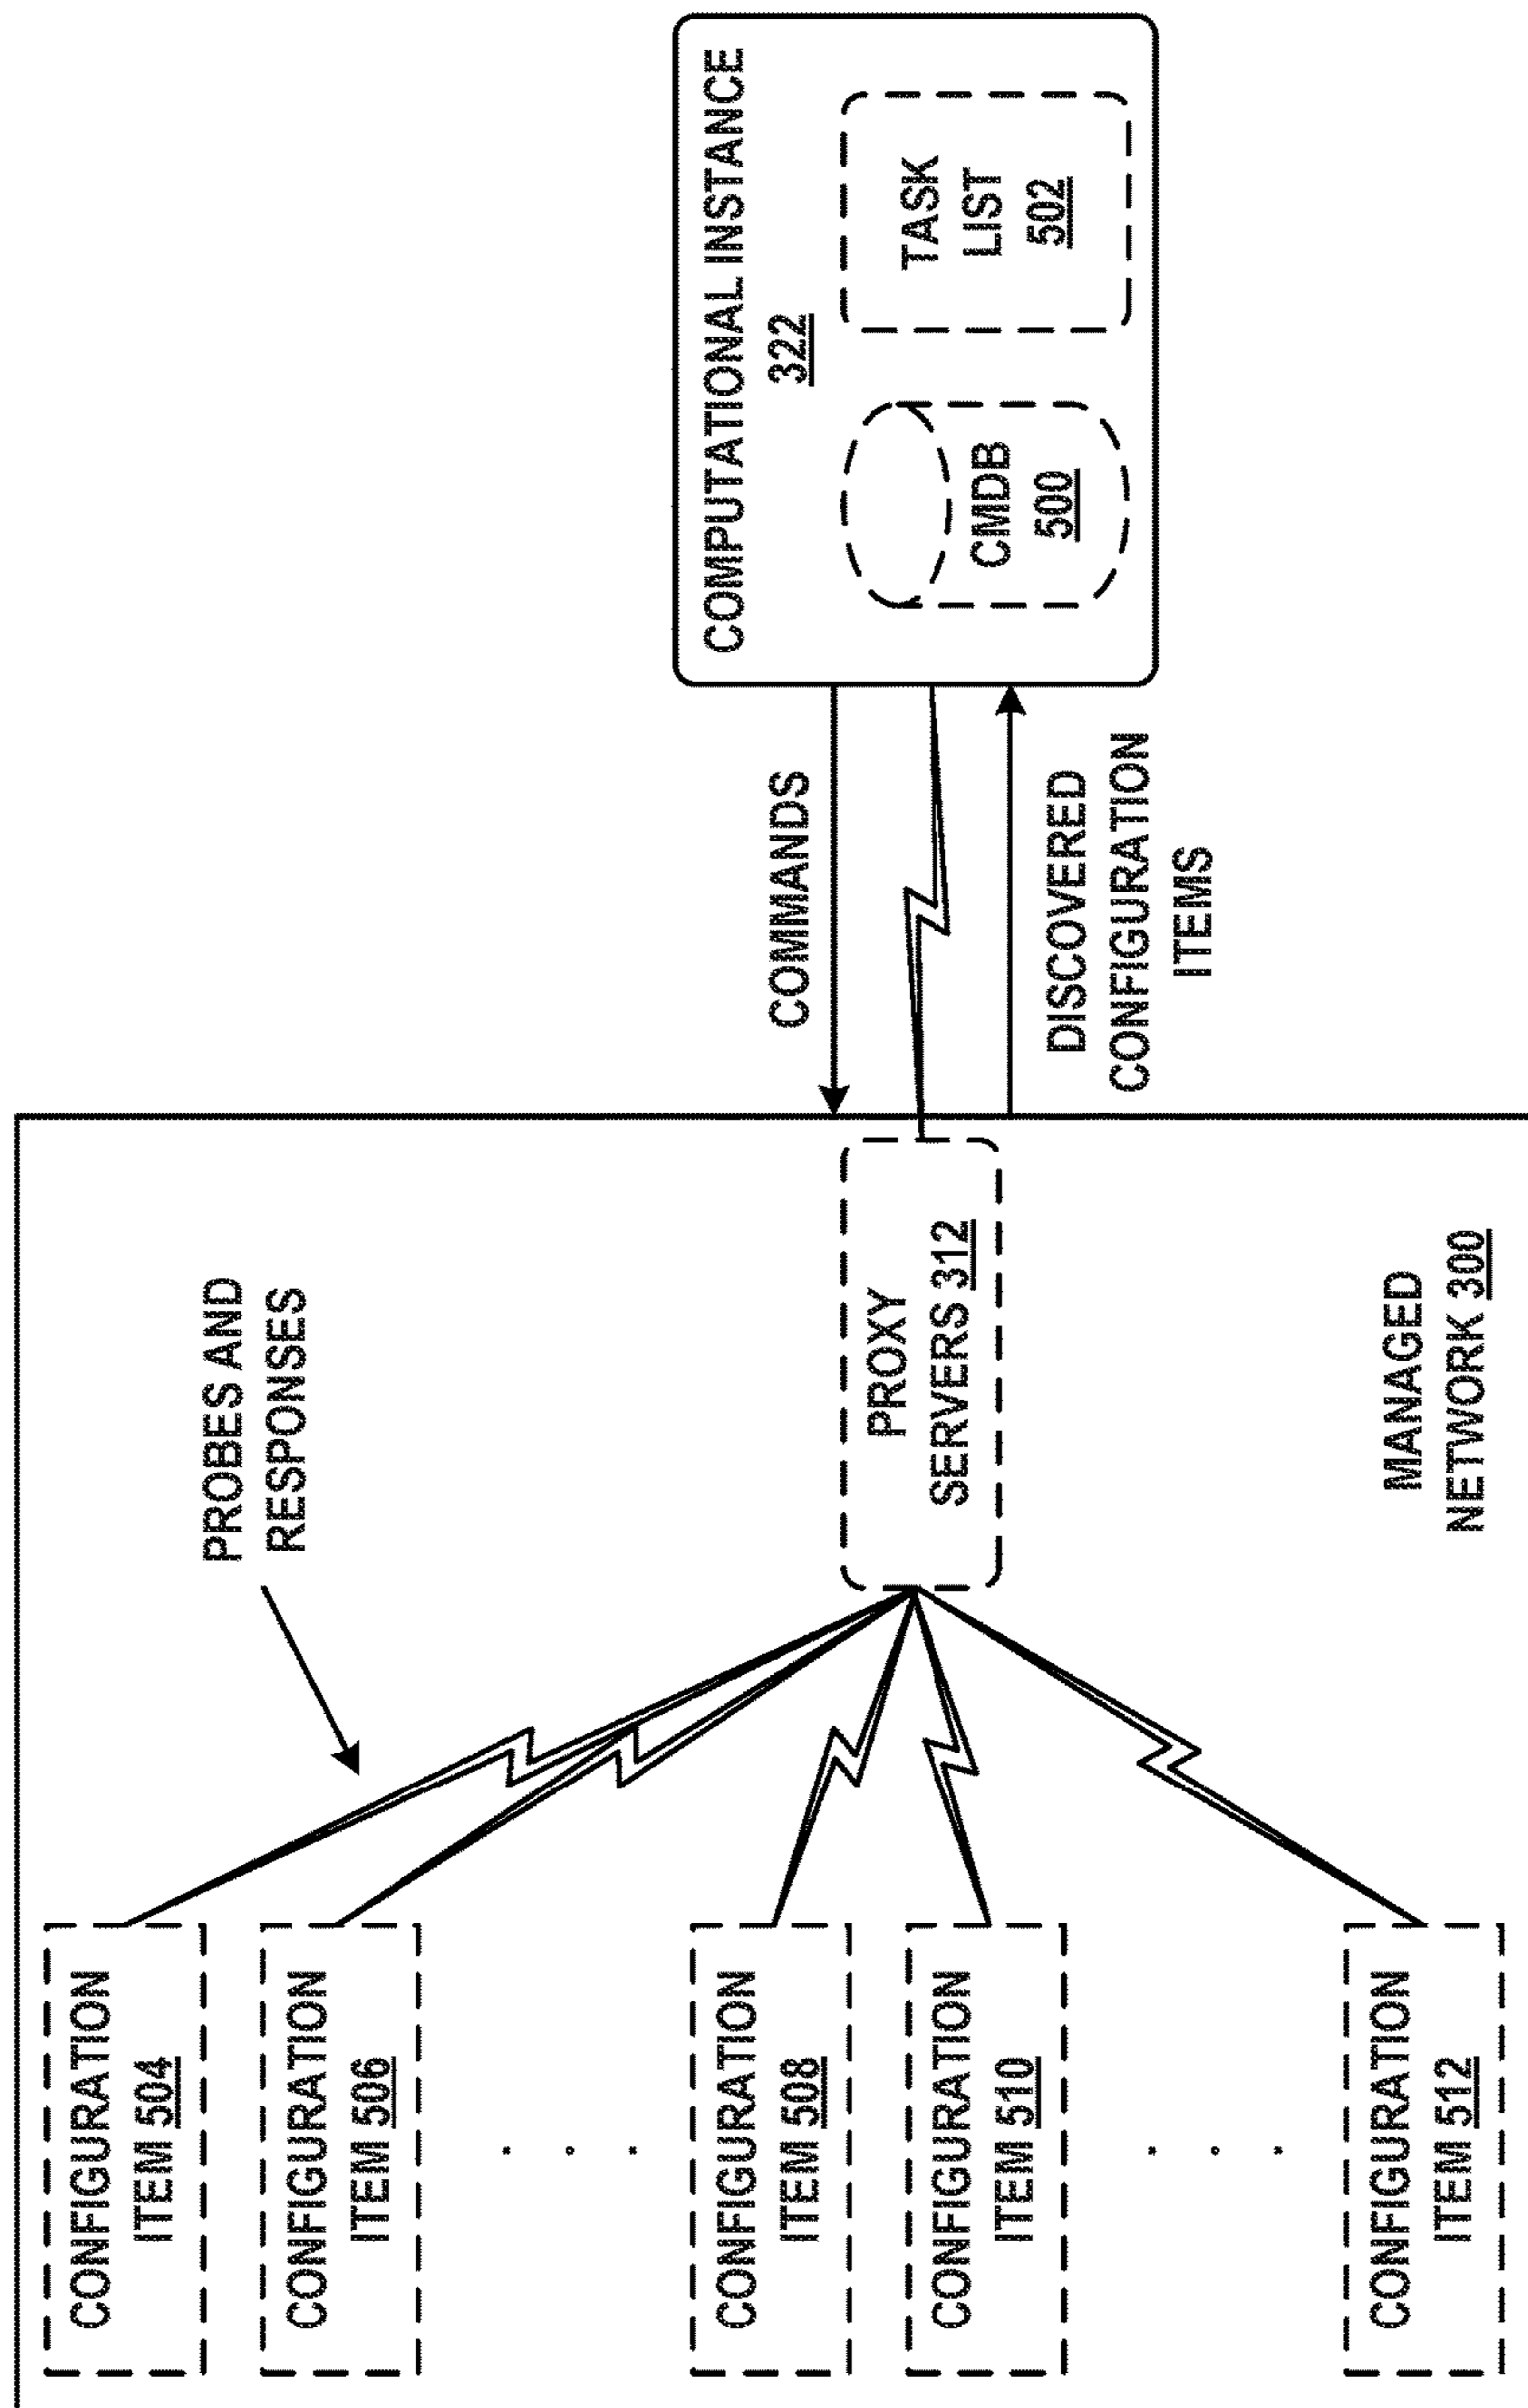 CONFIGURATION
ITEM 504
CONFIGURATION
ITEM 506
CONFIGURATION
ITEM 508
CONFIGURATION
ITEM 510
CONFIGURATION
ITEM 512
PROBES AND
RESPONSES
PROXY
SERVERS 312
MANAGED
NETWORK 300
COMMANDS
DISCOVERED
CONFIGURATION
ITEMS
COMPUTATIONAL INSTANCE
322
CMDB
500
TASK
LIST
502